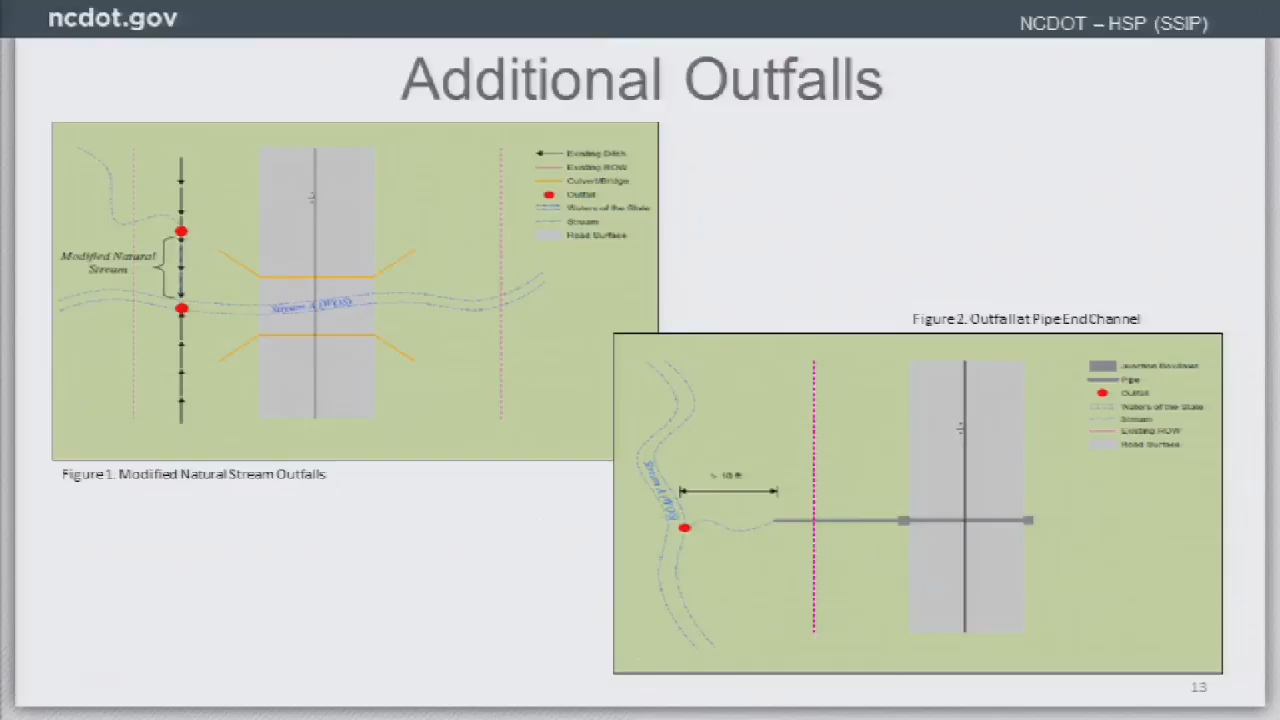 ncdot.gov
NCDOT – HSP (SSIP)
Additional Outfalls
Existing Ditch
Existing ROW
Culvert/Bridge
Outfall
Waters of the State
Stream
Road Surface
Modified Natural
Stream
Figure 1. Modified Natural Stream Outfalls
Figure 2. Outfall at Pipe End Channel
Pipe
Outfall
Waters of the State
Stream
Existing ROW
Road Surface
13